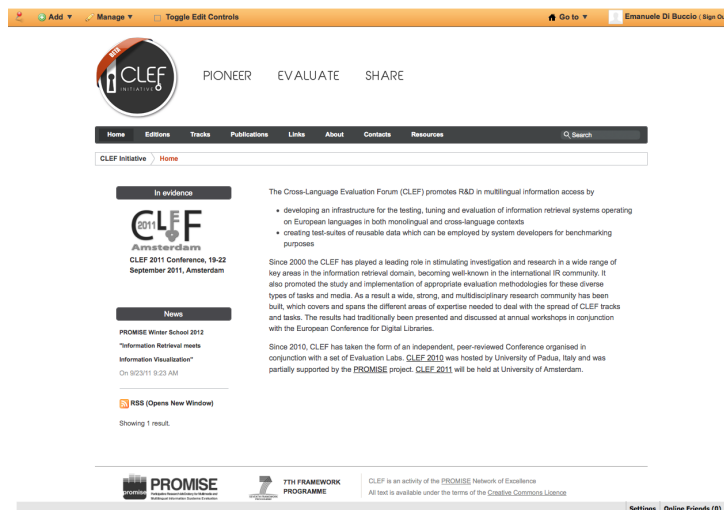 Add ▼ Manage ▼ Toggle Edit Controls Go to ▼ Emanuele Di Buccio ( Sign Ou
BETA
CLEF
INITIATIVE
PIONEER EVALUATE SHARE
Home Editions Tracks Publications Links About Contacts Resources Search
CLEF Initiative Home
In evidence
2011 CLEF
Amsterdam
CLEF 2011 Conference, 19-22
September 2011, Amsterdam
News
PROMISE Winter School 2012
"Information Retrieval meets
Information Visualization"
On 9/23/11 9:23 AM
RSS (Opens New Window)
Showing 1 result.
The Cross-Language Evaluation Forum (CLEF) promotes R&D in multilingual information access by
• developing an infrastructure for the testing, tuning and evaluation of information retrieval systems operating
on European languages in both monolingual and cross-language contexts
• creating test-suites of reusable data which can be employed by system developers for benchmarking
purposes
Since 2000 the CLEF has played a leading role in stimulating investigation and research in a wide range of
key areas in the information retrieval domain, becoming well-known in the international IR community. It
also promoted the study and implementation of appropriate evaluation methodologies for these diverse
types of tasks and media. As a result a wide, strong, and multidisciplinary research community has been
built, which covers and spans the different areas of expertise needed to deal with the spread of CLEF tracks
and tasks. The results had traditionally been presented and discussed at annual workshops in conjunction
with the European Conference for Digital Libraries.
Since 2010, CLEF has taken the form of an independent, peer-reviewed Conference organised in
conjunction with a set of Evaluation Labs. CLEF 2010 was hosted by University of Padua, Italy and was
partially supported by the PROMISE project. CLEF 2011 will be held at University of Amsterdam.
promise PROMISE
7TH FRAMEWORK
PROGRAMME
CLEF is an activity of the PROMISE Network of Excellence
All text is available under the terms of the Creative Commons Licence
Settings Online Friends (0)